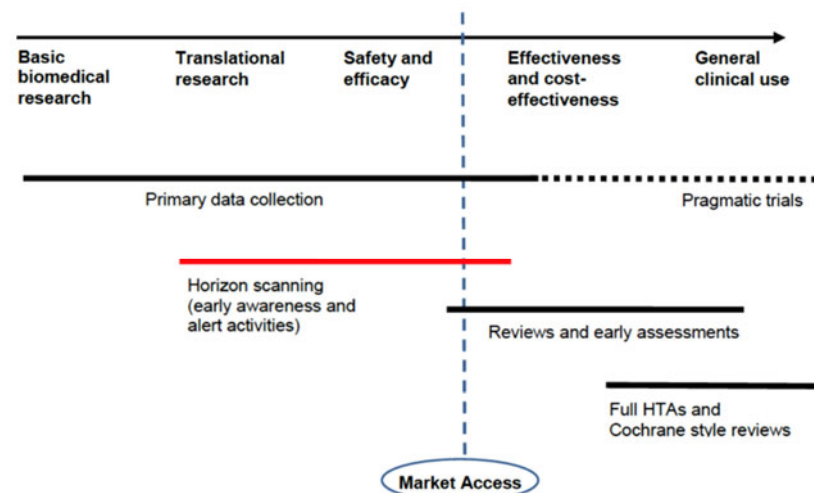 Basic
biomedical
research
Translational
research
Safety and
efficacy
Effectiveness
and cost-
effectiveness
General
clinical use
Primary data collection
Pragmatic trials
Horizon scanning
(early awareness and
alert activities)
Reviews and early assessments
Full HTAs and
Cochrane style reviews
Market Access